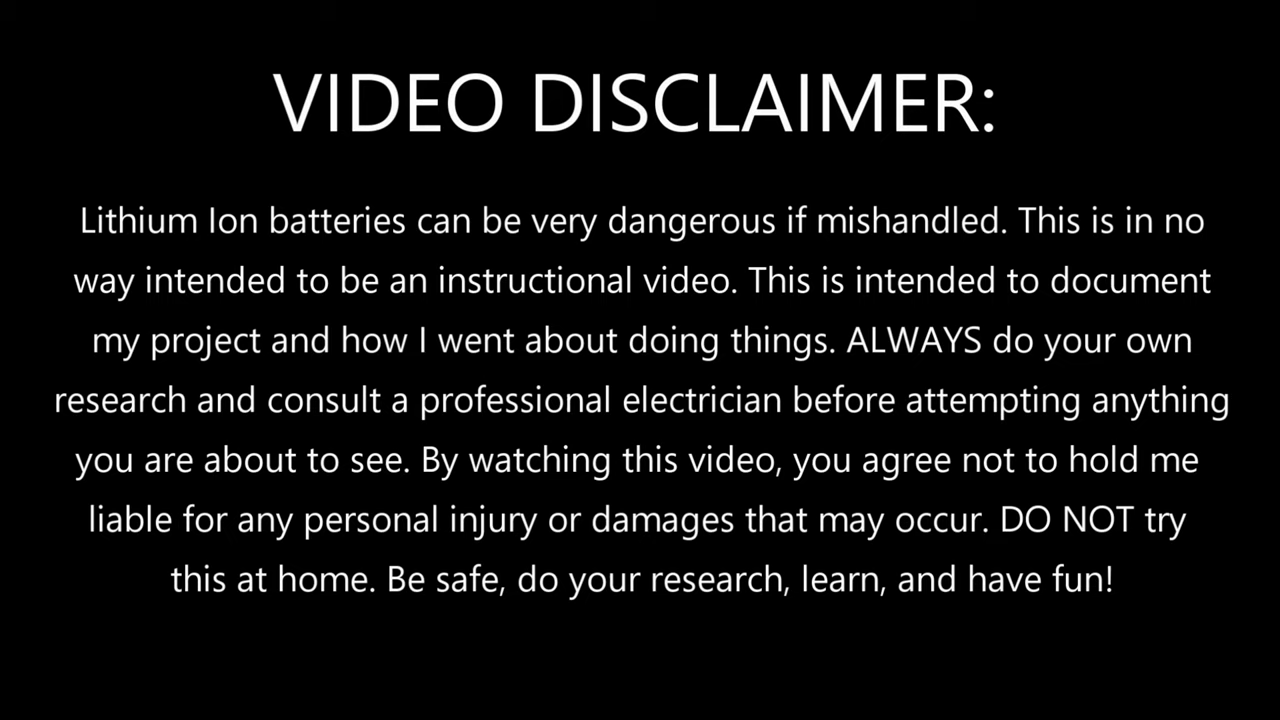 VIDEO DISCLAIMER:
Lithium Ion batteries can be very dangerous if mishandled. This is in no
way intended to be an instructional video. This is intended to document
my project and how I went about doing things. ALWAYS do your own
research and consult a professional electrician before attempting anything
you are about to see. By watching this video, you agree not to hold me
liable for any personal injury or damages that may occur. DO NOT try
this at home. Be safe, do your research, learn, and have fun!